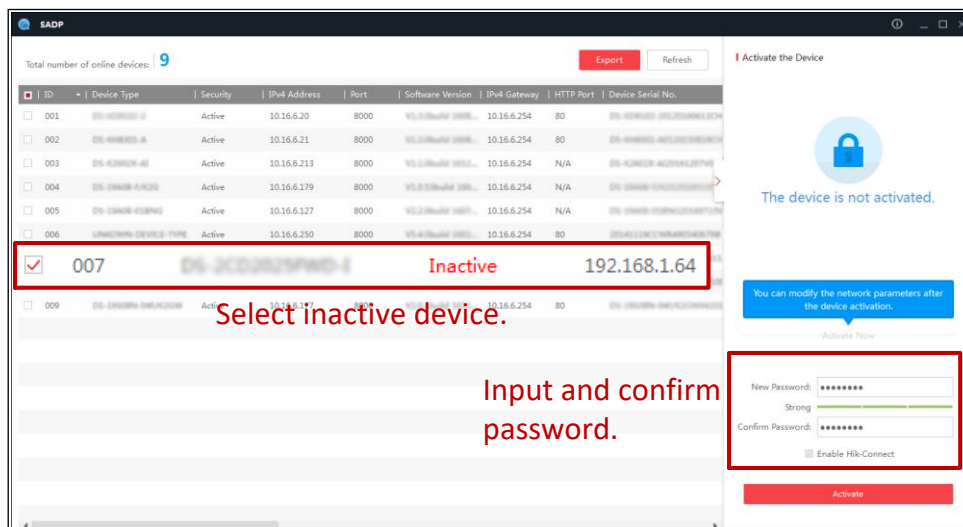 SADP
Total number of online devices: 9
Export
Refresh
ID | Device Type | Security | IPv4 Address | Port | Software Version | IPv4 Gateway | HTTP Port | Device Serial No.
001 Active 10.16.6.20 8000 10.16.6.254 80
002 Active 10.16.6.21 8000 10.16.6.254 80
003 Active 10.16.6.213 8000 10.16.6.254 N/A
004 Active 10.16.6.179 8000 10.16.6.254 N/A
005 Active 10.16.6.127 8000 10.16.6.254 N/A
006 UNKOWN-DEVICE-TYPE Active 10.16.6.250 8000 10.16.6.254 80
007 Inactive 192.168.1.64
009 10.16.6.254 80
Select inactive device.
Input and confirm
password.
Activate the Device
The device is not activated.
You can modify the network parameters after
the device activation.
Activate Now
New Password: ●●●●●●●●
Strong
Confirm Password: ●●●●●●●●
Enable Hik-Connect
Activate